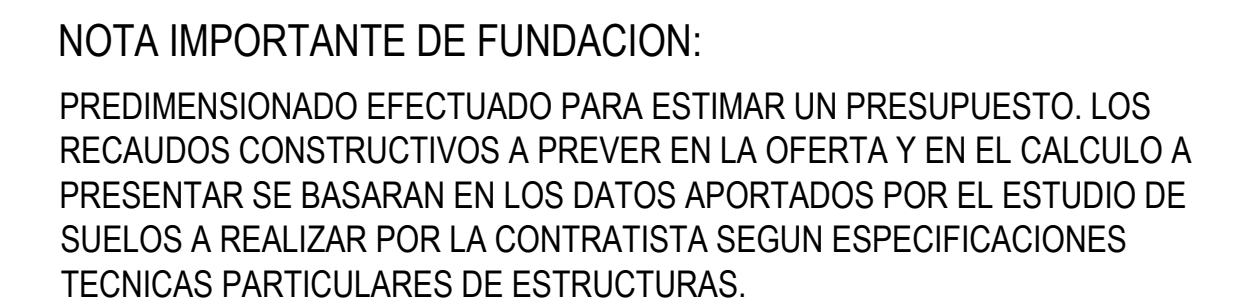 NOTA IMPORTANTE DE FUNDACION:
PREDIMENSIONADO EFECTUADO PARA ESTIMAR UN PRESUPUESTO. LOS
RECAUDOS CONSTRUCTIVOS A PREVER EN LA OFERTA Y EN EL CALCULO A
PRESENTAR SE BASARAN EN LOS DATOS APORTADOS POR EL ESTUDIO DE
SUELOS A REALIZAR POR LA CONTRATISTA SEGUN ESPECIFICACIONES
TECNICAS PARTICULARES DE ESTRUCTURAS.